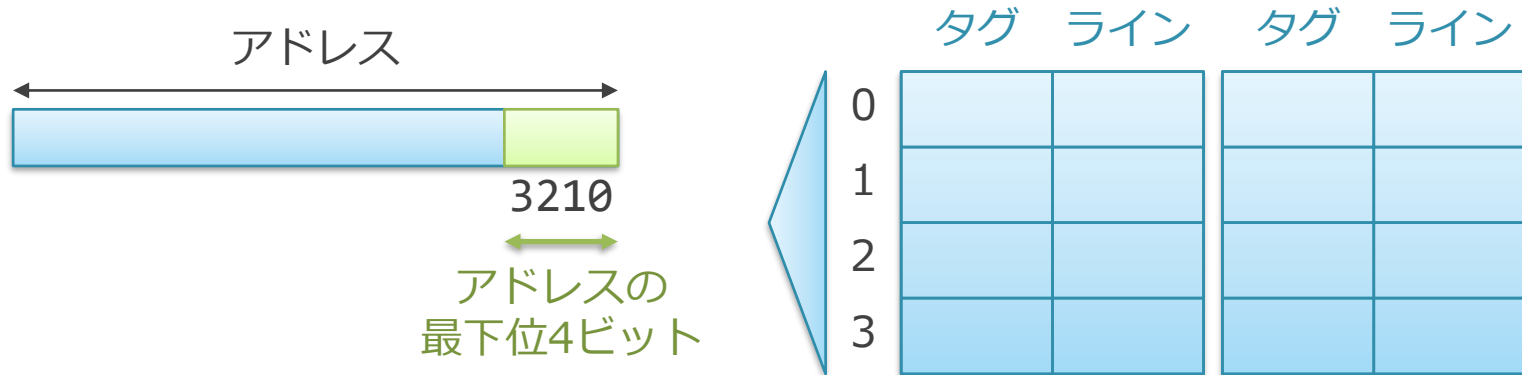 アドレス
3210
アドレスの
最下位4ビット
タグ ライン タグ ライン
0
1
2
3